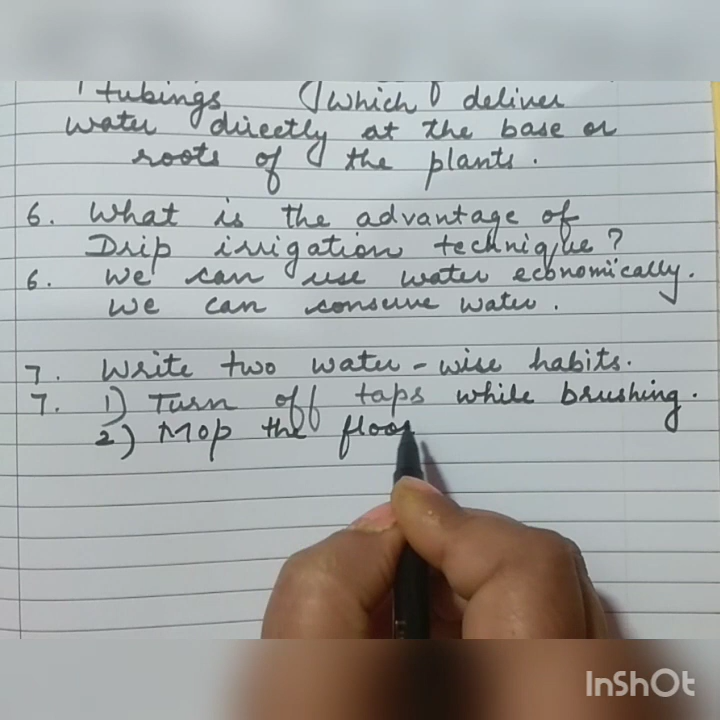 tubings which deliver
water directly at the base or
roots of the plants.
6. What is the advantage of
Drip irrigation technique?
6. We can use water economically.
We can conserve water.
7. Write two water-wise habits.
7. 1) Turn off taps while brushing.
2) Mop the floor
InShOt